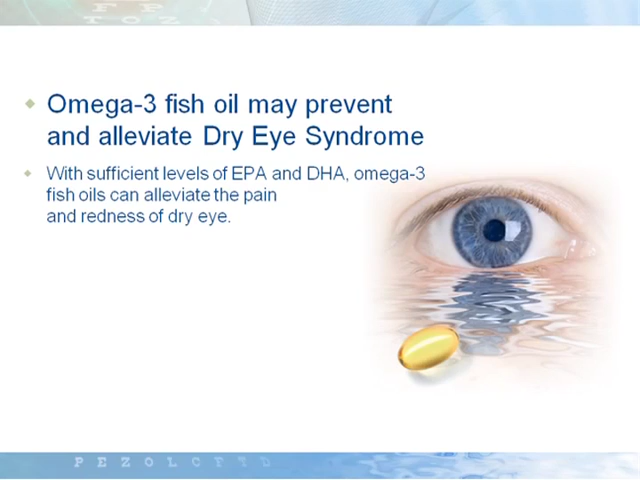 F P
T O Z
Omega-3 fish oil may prevent
and alleviate Dry Eye Syndrome
With sufficient levels of EPA and DHA, omega-3
fish oils can alleviate the pain
and redness of dry eye.
P E Z O L C F T D